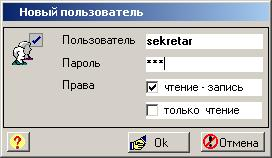 Новый пользователь
Пользователь sekretar
Пароль ***
Права чтение - запись
только чтение
? Ok Отмена